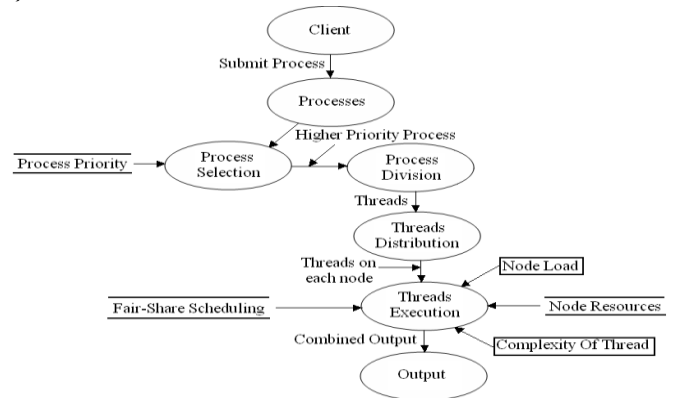 Client
Submit Process
Processes
Higher Priority Process
Process Priority
Process
Selection
Process
Division
Threads
Threads
Distribution
Threads on
each node
Node Load
Threads
Execution
Fair-Share Scheduling
Node Resources
Combined Output
Complexity Of Thread
Output